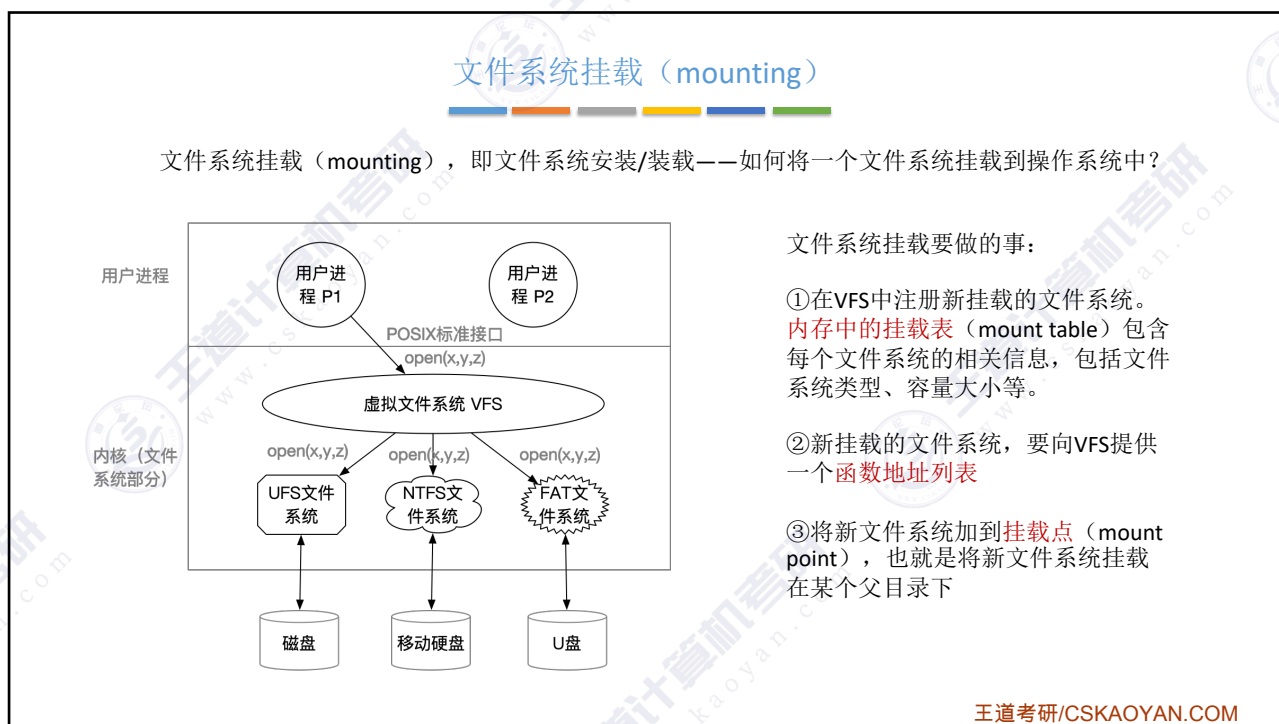 文件系统挂载（mounting）
文件系统挂载（mounting），即文件系统安装/装载——如何将一个文件系统挂载到操作系统中？
用户进程
用户进
程 P1
用户进
程 P2
POSIX标准接口
open(x,y,z)
虚拟文件系统 VFS
内核（文件
系统部分）
open(x,y,z)
open(x,y,z)
open(x,y,z)
UFS文件
系统
NTFS文
件系统
FAT文
件系统
磁盘
移动硬盘
U盘
文件系统挂载要做的事：
①在VFS中注册新挂载的文件系统。
内存中的挂载表（mount table）包含
每个文件系统的相关信息，包括文件
系统类型、容量大小等。
②新挂载的文件系统，要向VFS提供
一个函数地址列表
③将新文件系统加到挂载点（mount
point），也就是将新文件系统挂载
在某个父目录下
王道考研/CSKAOYAN.COM
王道计算机考研
www.cskaoyan.com